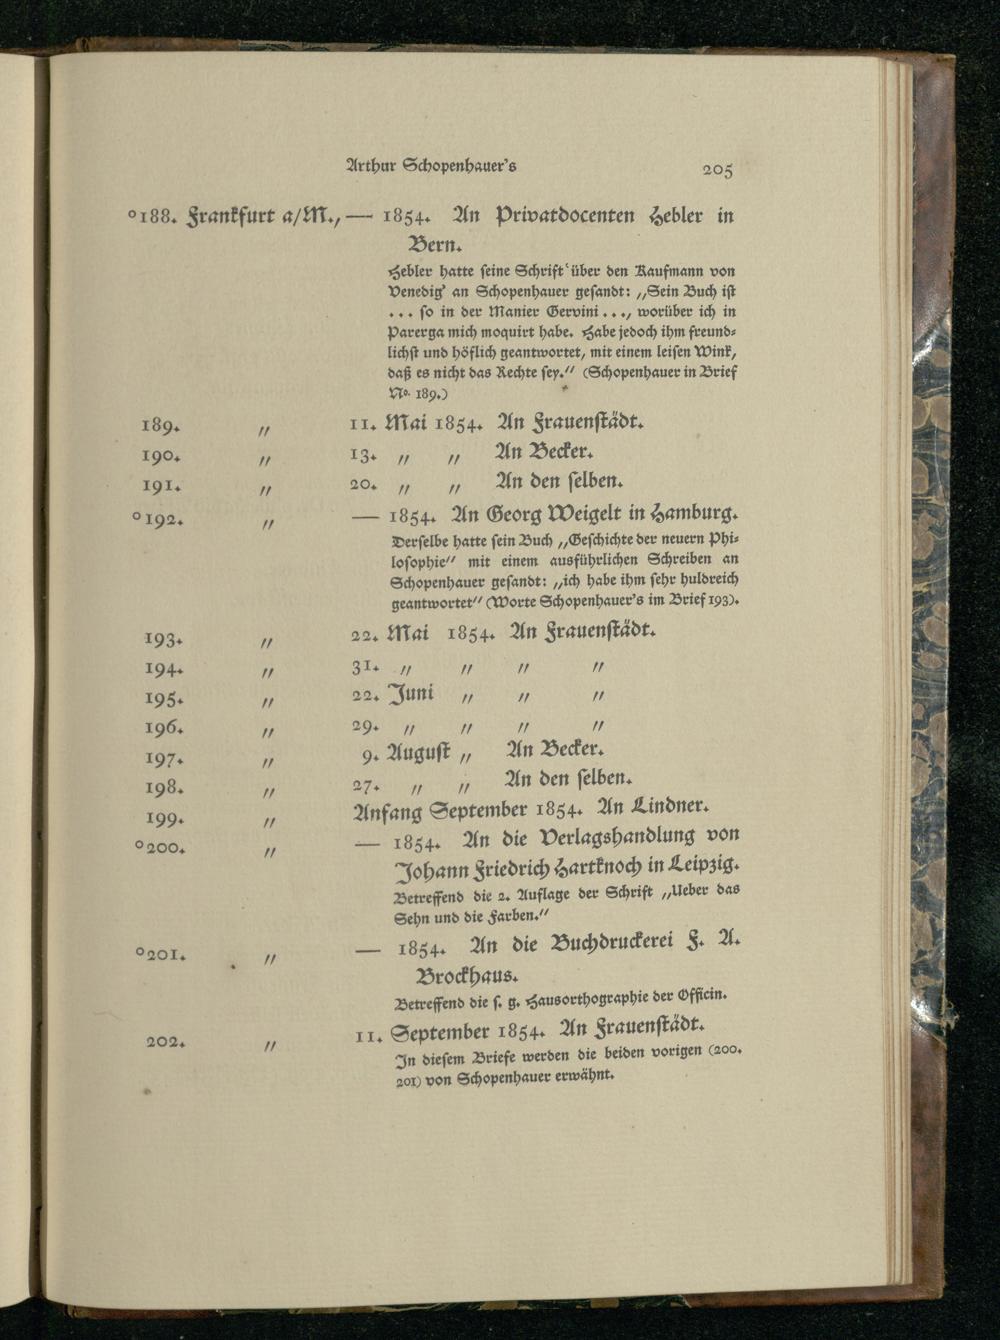 Arthur Schopenhauer's 205
°188. Frankfurt a/M., — 1854. An Privatdocenten Hebler in
Bern.
Hebler hatte seine Schrift ‘über den Kaufmann von
Venedig’ an Schopenhauer gesandt: „Sein Buch ist
... so in der Manier Gervini..., worüber ich in
Parerga mich moquirt habe. Habe jedoch ihm freund-
lichst und höflich geantwortet, mit einem leisen Wink,
daß es nicht das Rechte sey.“ (Schopenhauer in Brief
No. 189.)
189. „ 11. Mai 1854. An Frauenstädt.
190. „ 13. „ „ An Becker.
191. „ 20. „ „ An den selben.
°192. „ — 1854. An Georg Weigelt in Hamburg.
Derselbe hatte sein Buch „Geschichte der neuern Phi-
losophie“ mit einem ausführlichen Schreiben an
Schopenhauer gesandt: „ich habe ihm sehr huldreich
geantwortet“ (Worte Schopenhauer's im Brief 193).
193. „ 22. Mai 1854. An Frauenstädt.
194. „ 31. „ „ „ „
195. „ 22. Juni „ „ „
196. „ 29. „ „ „ „
197. „ 9. August „ An Becker.
198. „ 27. „ „ An den selben.
199. „ Anfang September 1854. An Lindner.
°200. „ — 1854. An die Verlagshandlung von
Johann Friedrich Hartknoch in Leipzig.
Betreffend die 2. Auflage der Schrift „Ueber das
Sehn und die Farben.“
°201. „ — 1854. An die Buchdruckerei F. A.
Brockhaus.
Betreffend die s. g. Hausorthographie der Officin.
202. „ 11. September 1854. An Frauenstädt.
In diesem Briefe werden die beiden vorigen (200.
201) von Schopenhauer erwähnt.